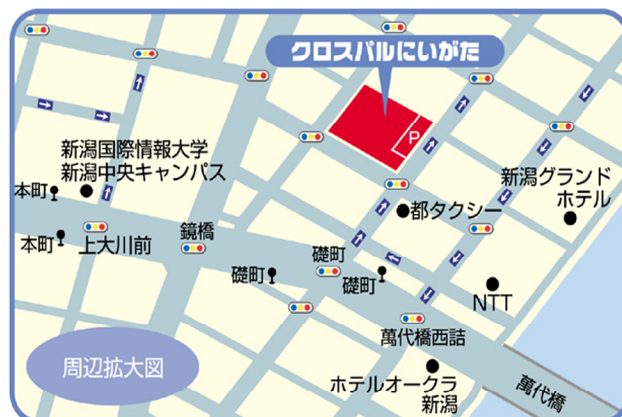 クロスパルにいがた
P
新潟国際情報大学
新潟中央キャンパス
新潟グランド
ホテル
本町
都タクシー
本町
上大川前
鏡橋
礎町
礎町
礎町
NTT
萬代橋西詰
周辺拡大図
ホテルオークラ
新潟
萬代橋